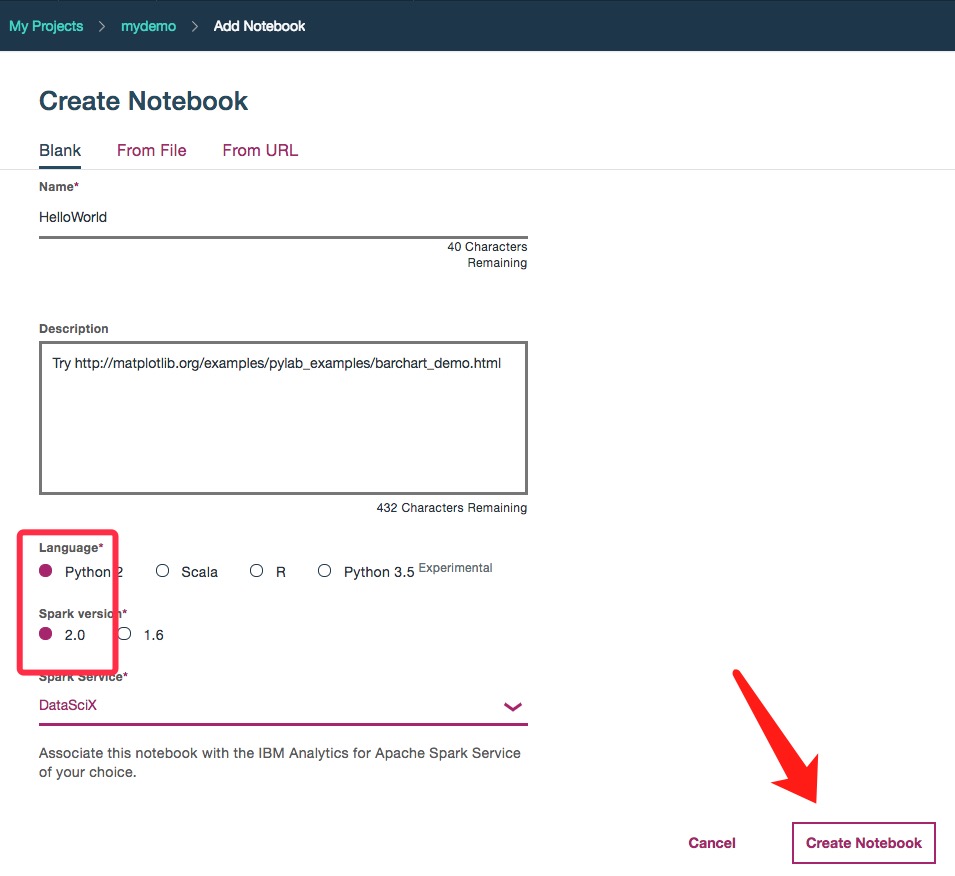 My Projects > mydemo > Add Notebook
Create Notebook
Blank From File From URL
Name*
HelloWorld
40 Characters
Remaining
Description
Try http://matplotlib.org/examples/pylab_examples/barchart_demo.html
432 Characters Remaining
Language*
Python 2 Scala R Python 3.5 Experimental
Spark version*
2.0 1.6
Spark Service*
DataSciX
Associate this notebook with the IBM Analytics for Apache Spark Service
of your choice.
Cancel Create Notebook